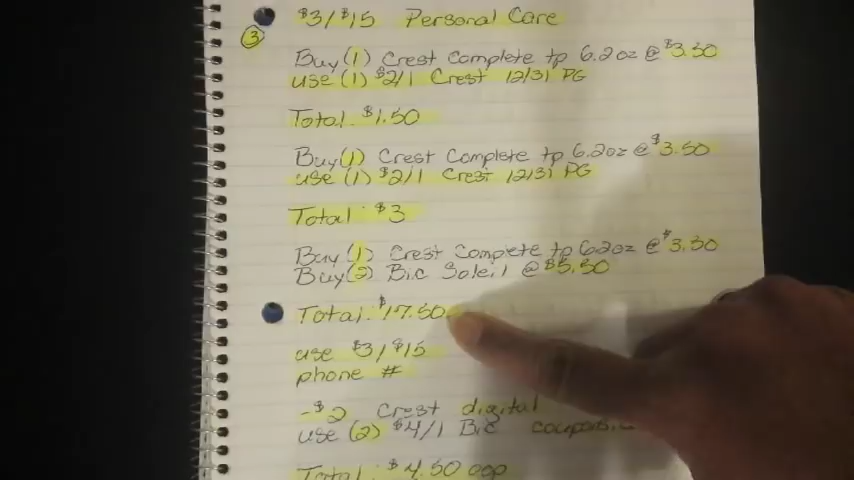 $3/$15 Personal Care
3
Buy (1) Crest Complete tp 6.2oz @ $3.50
use (1) $2/1 Crest 12/31 PG
Total: $1.50
Buy (1) Crest Complete tp 6.2oz @ $3.50
use (1) $2/1 Crest 12/31 PG
Total: $3
Buy (1) Crest Complete tp 6.2oz @ $3.50
Buy (2) Bic Soleil @ $5.50
Total: $17.50
use $3/$15
phone #
-$2 Crest digital
use (2) $4/1 Bic
Total: $4.50 oop